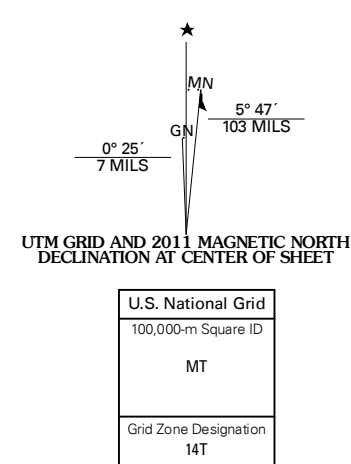 ★
MN
5° 47´
103 MILS
GN
0° 25´
7 MILS
UTM GRID AND 2011 MAGNETIC NORTH
DECLINATION AT CENTER OF SHEET
U.S. National Grid
100,000-m Square ID
MT
Grid Zone Designation
14T